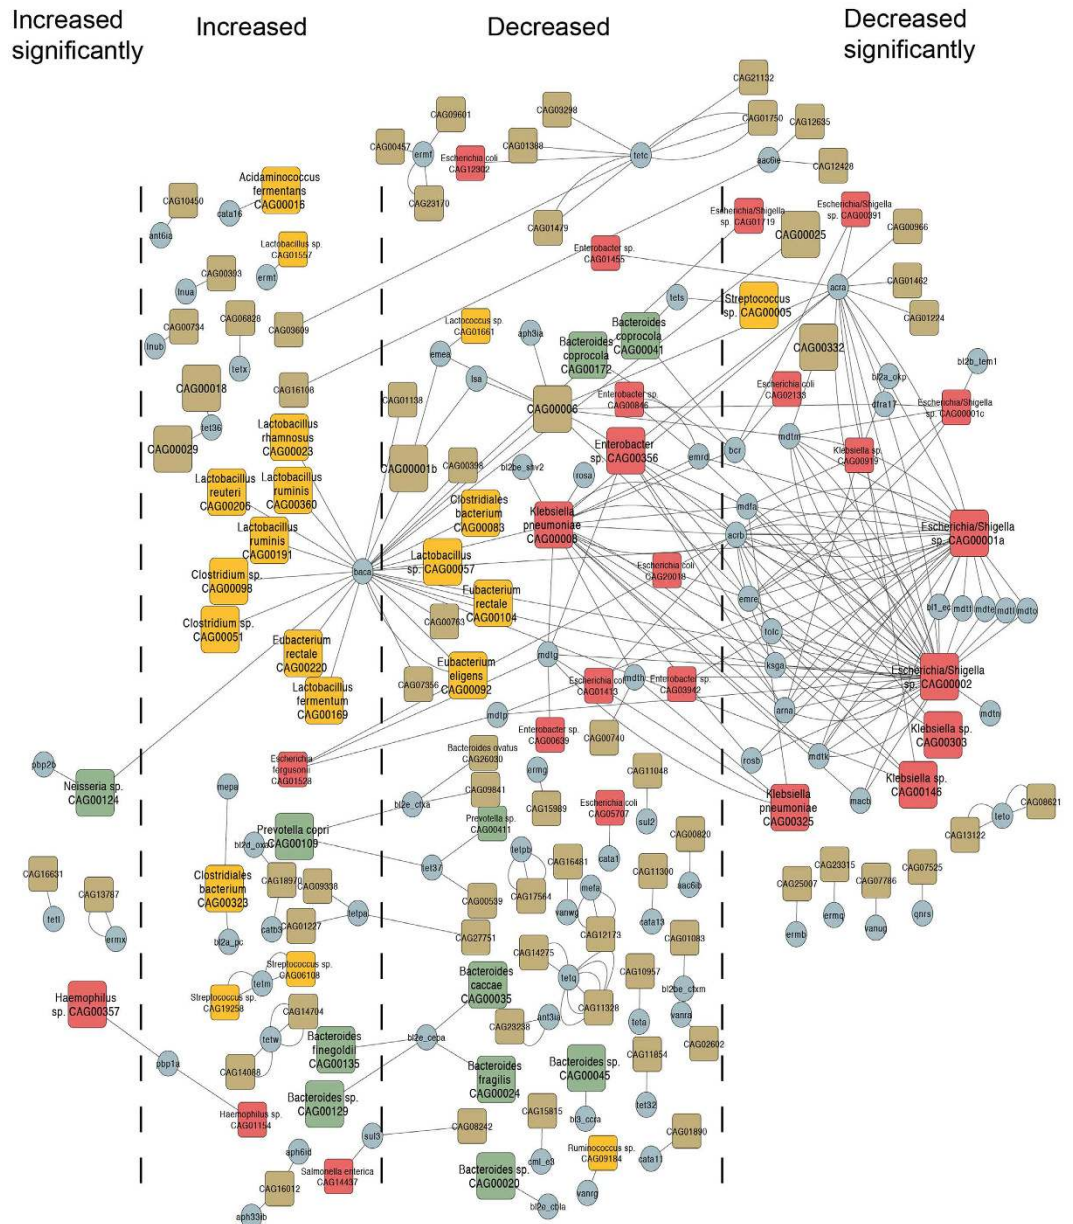 Increased
significantly
Increased
Decreased
Decreased
significantly
CAG21132
CAG03298
CAG01750
CAG12635
CAG09601
CAG00457
ermf
Escherichia coli
CAG12302
CAG01388
tetc
aac6ie
CAG12428
CAG23170
CAG01479
Acidaminococcus
fermentans
CAG00016
CAG10450
cata16
ant6ia
Lactobacillus sp.
CAG01557
CAG00393
ermt
lnua
CAG00734
CAG06828
CAG03609
lnub
tetx
CAG00018
CAG16108
tet36
CAG00029
Escherichia/Shigella
sp. CAG01719
Escherichia/Shigella
sp. CAG00391
CAG00025
CAG00966
Enterobacter sp.
CAG01455
acra
CAG01462
CAG01224
tets
Streptococcus
sp. CAG00005
Lactococcus sp.
CAG01661
aph3ia
Bacteroides
coprocola
CAG00041
Bacteroides
coprocola
CAG00172
emea
lsa
CAG00332
bl2b_tem1
bl2a_okp
dfra17
Escherichia coli
CAG02133
Escherichia/Shigella
sp. CAG00001c
CAG01138
CAG00006
Enterobacter sp.
CAG00846
mdtm
Klebsiella sp.
CAG00919
Lactobacillus
rhamnosus
CAG00023
CAG00001b
CAG00398
Enterobacter
sp. CAG00356
emrd
bcr
bl2be_shv2
rosa
Lactobacillus
reuteri
CAG00206
Lactobacillus
ruminis
CAG00360
Clostridiales
bacterium
CAG00083
Klebsiella
pneumoniae
CAG00008
mdfa
Lactobacillus
ruminis
CAG00191
acrb
Escherichia/Shigella
sp. CAG00001a
Clostridium sp.
CAG00098
baca
Lactobacillus
sp. CAG00057
Escherichia coli
CAG20018
emre
Clostridium sp.
CAG00051
CAG00763
Eubacterium
rectale
CAG00104
bl1_ec
mdtf
mdte
mdtl
mdto
tolc
Eubacterium
rectale
CAG00220
mdtg
ksga
Escherichia/Shigella
sp. CAG00002
Lactobacillus
fermentum
CAG00169
CAG07356
Eubacterium
eligens
CAG00092
Escherichia coli
CAG01413
mdth
Enterobacter sp.
CAG03942
mdtp
arna
mdtn
Enterobacter sp.
CAG00639
CAG00740
Klebsiella sp.
CAG00303
Escherichia
fergusonii
CAG01528
rosb
mdtk
Klebsiella sp.
CAG00146
pbp2b
Neisseria sp.
CAG00124
mepa
Bacteroides ovatus
CAG26030
ermg
CAG11048
Klebsiella
pneumoniae
CAG00325
macb
CAG08621
bl2e_cfxa
CAG09841
CAG15989
Escherichia coli
CAG05707
sul2
teto
CAG13122
Prevotella copri
CAG00109
Prevotella sp.
CAG00411
CAG00820
tetpb
cata1
aac6ib
CAG16631
CAG13767
Clostridiales
bacterium
CAG00323
CAG18970
CAG09338
tet37
CAG16481
CAG11300
CAG25007
CAG23315
CAG07786
CAG07525
CAG00539
CAG17564
mefa
vanwg
tetl
ermx
bl2a_pc
catb3
CAG01227
tetpa
CAG27751
CAG12173
cata13
CAG01083
ermb
ermq
vanug
qnrs
Streptococcus sp.
CAG06108
tetm
CAG14275
tetq
CAG10957
bl2be_ctxm
Haemophilus
sp. CAG00357
Streptococcus sp.
CAG19258
Bacteroides
caccae
CAG00035
CAG11328
CAG14704
CAG23238
ant3ia
teta
vanra
tetw
bl2e_cepa
CAG02602
pbp1a
CAG14088
Bacteroides
finegoldii
CAG00135
Bacteroides
fragilis
CAG00024
Bacteroides sp.
CAG00045
CAG11854
Bacteroides sp.
CAG00129
tet32
Haemophilus sp.
CAG01154
CAG15815
bl3_ccra
sul3
CAG08242
CAG01890
aph6id
Salmonella enterica
CAG14437
Bacteroides sp.
CAG00020
cml_e3
Ruminococcus sp.
CAG09184
cata11
CAG16012
aph33ib
bl2e_cbla
vanrg